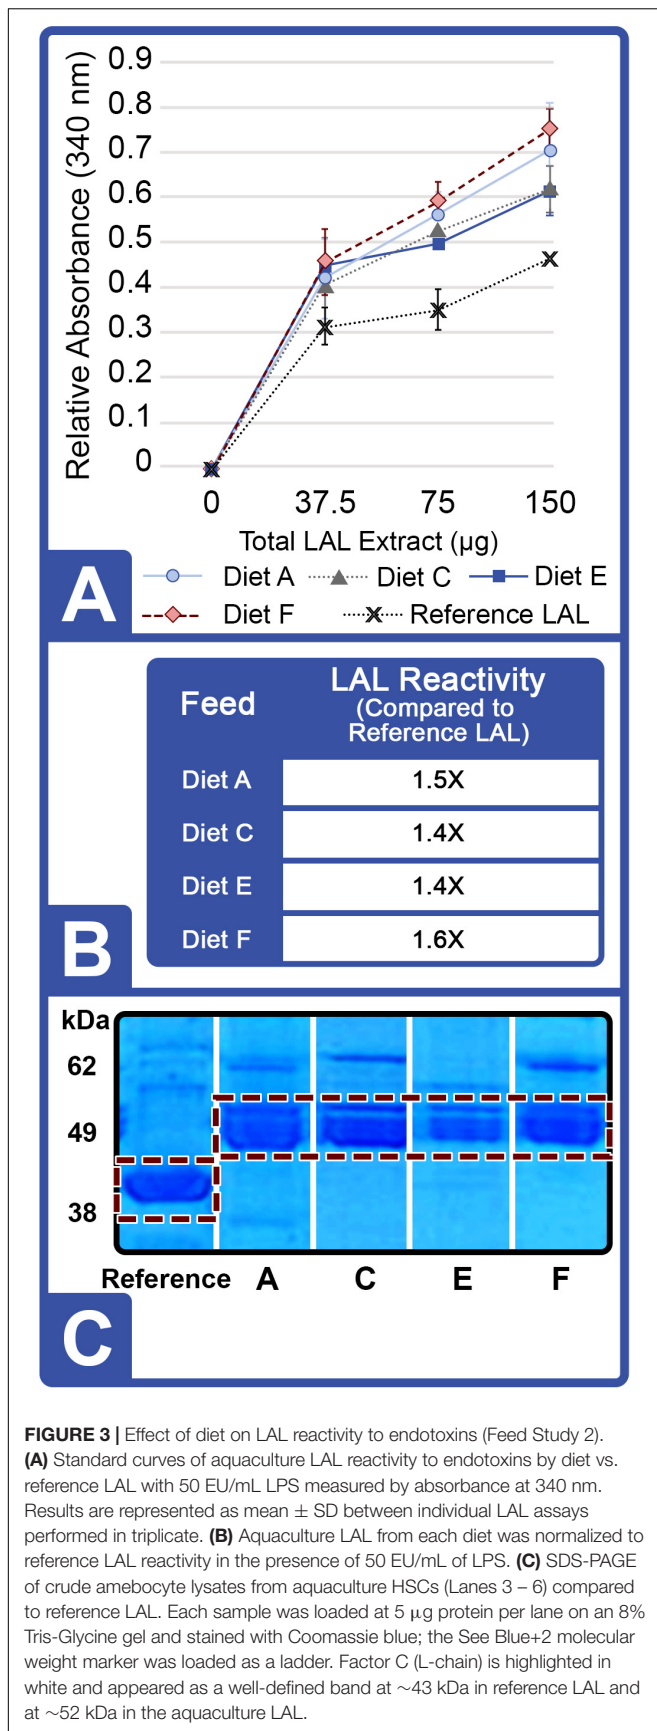 Relative Absorbance (340 nm)
0.9
0.8
0.7
0.6
0.5
0.4
0.3
0.2
0.1
0
0 37.5 75 150
Total LAL Extract (µg)
Diet A Diet C Diet E
Diet F Reference LAL
A
Feed
LAL Reactivity
(Compared to
Reference LAL)
Diet A 1.5X
Diet C 1.4X
Diet E 1.4X
Diet F 1.6X
B
kDa
62
49
38
Reference A C E F
C
FIGURE 3 | Effect of diet on LAL reactivity to endotoxins (Feed Study 2).
(A) Standard curves of aquaculture LAL reactivity to endotoxins by diet vs.
reference LAL with 50 EU/mL LPS measured by absorbance at 340 nm.
Results are represented as mean ± SD between individual LAL assays
performed in triplicate. (B) Aquaculture LAL from each diet was normalized to
reference LAL reactivity in the presence of 50 EU/mL of LPS. (C) SDS-PAGE
of crude amebocyte lysates from aquaculture HSCs (Lanes 3 – 6) compared
to reference LAL. Each sample was loaded at 5 µg protein per lane on an 8%
Tris-Glycine gel and stained with Coomassie blue; the See Blue+2 molecular
weight marker was loaded as a ladder. Factor C (L-chain) is highlighted in
white and appeared as a well-defined band at ∼43 kDa in reference LAL and
at ∼52 kDa in the aquaculture LAL.